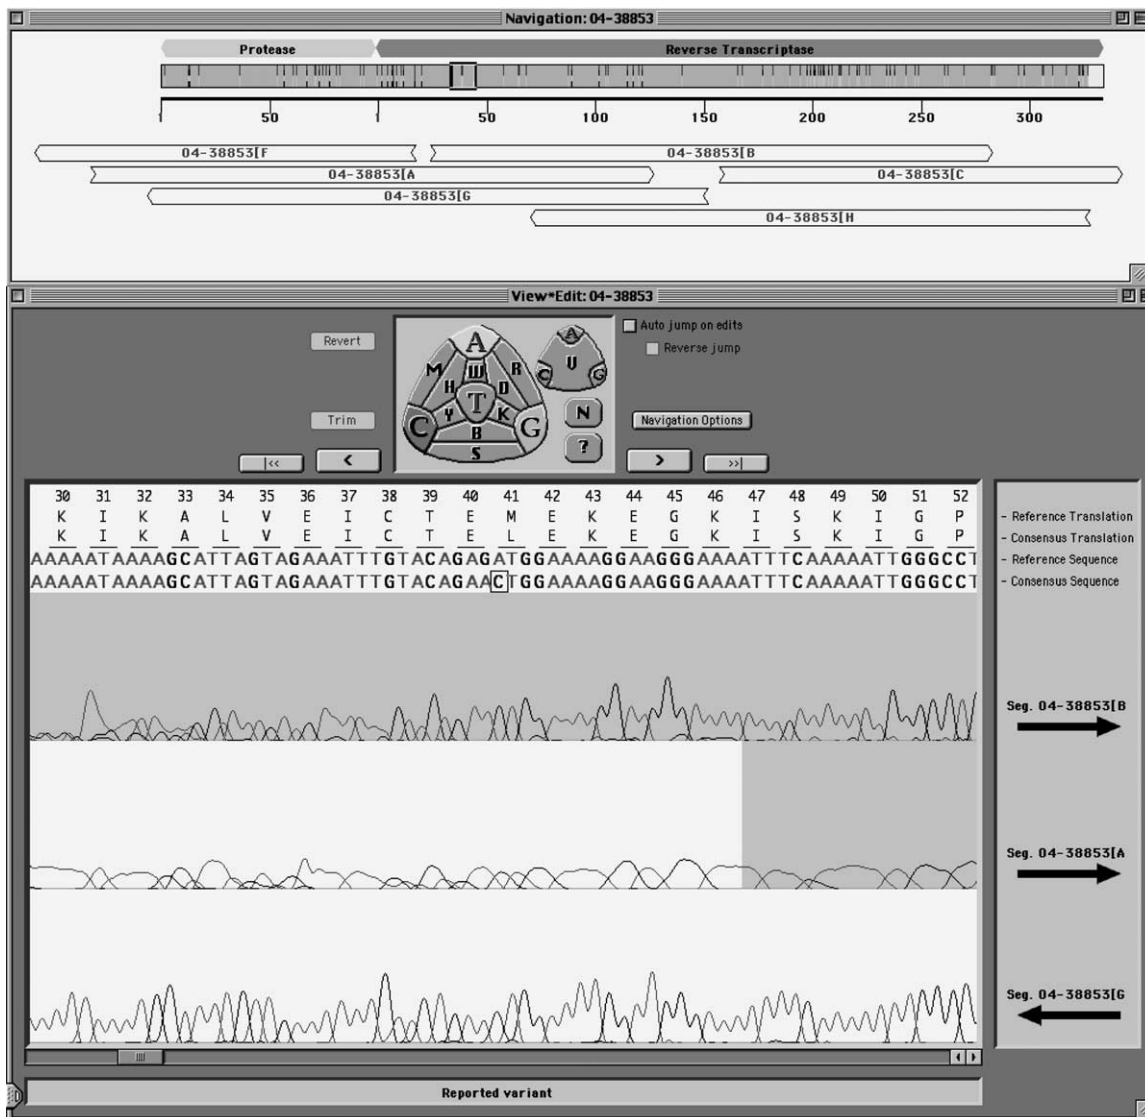 Navigation: 04-38853
Protease Reverse Transcriptase
1 50 1 50 100 150 200 250 300
04-38853[F 04-38853[B
04-38853[A 04-38853[C
04-38853[G
04-38853[H
View*Edit: 04-38853
Revert
Trim
|<<
<
A
M W R
H D
T
Y K
C G
B
S
A
U
C G
N
?
Auto jump on edits
Reverse jump
Navigation Options
>
>>|
30 31 32 33 34 35 36 37 38 39 40 41 42 43 44 45 46 47 48 49 50 51 52
K I K A L V E I C T E M E K E G K I S K I G P
K I K A L V E I C T E L E K E G K I S K I G P
AAAAATAAAAGCATTAGTAGAAATTTGTACAGAGATGGAAAAGGAAGGGAAAATTTCAAAAATTGGGCCT
AAAAATAAAAGCATTAGTAGAAATTTGTACAGAACTGGAAAAGGAAGGGAAAATTTCAAAAATTGGGCCT
- Reference Translation
- Consensus Translation
- Reference Sequence
- Consensus Sequence
Seg. 04-38853[B
Seg. 04-38853[A
Seg. 04-38853[G
Reported variant